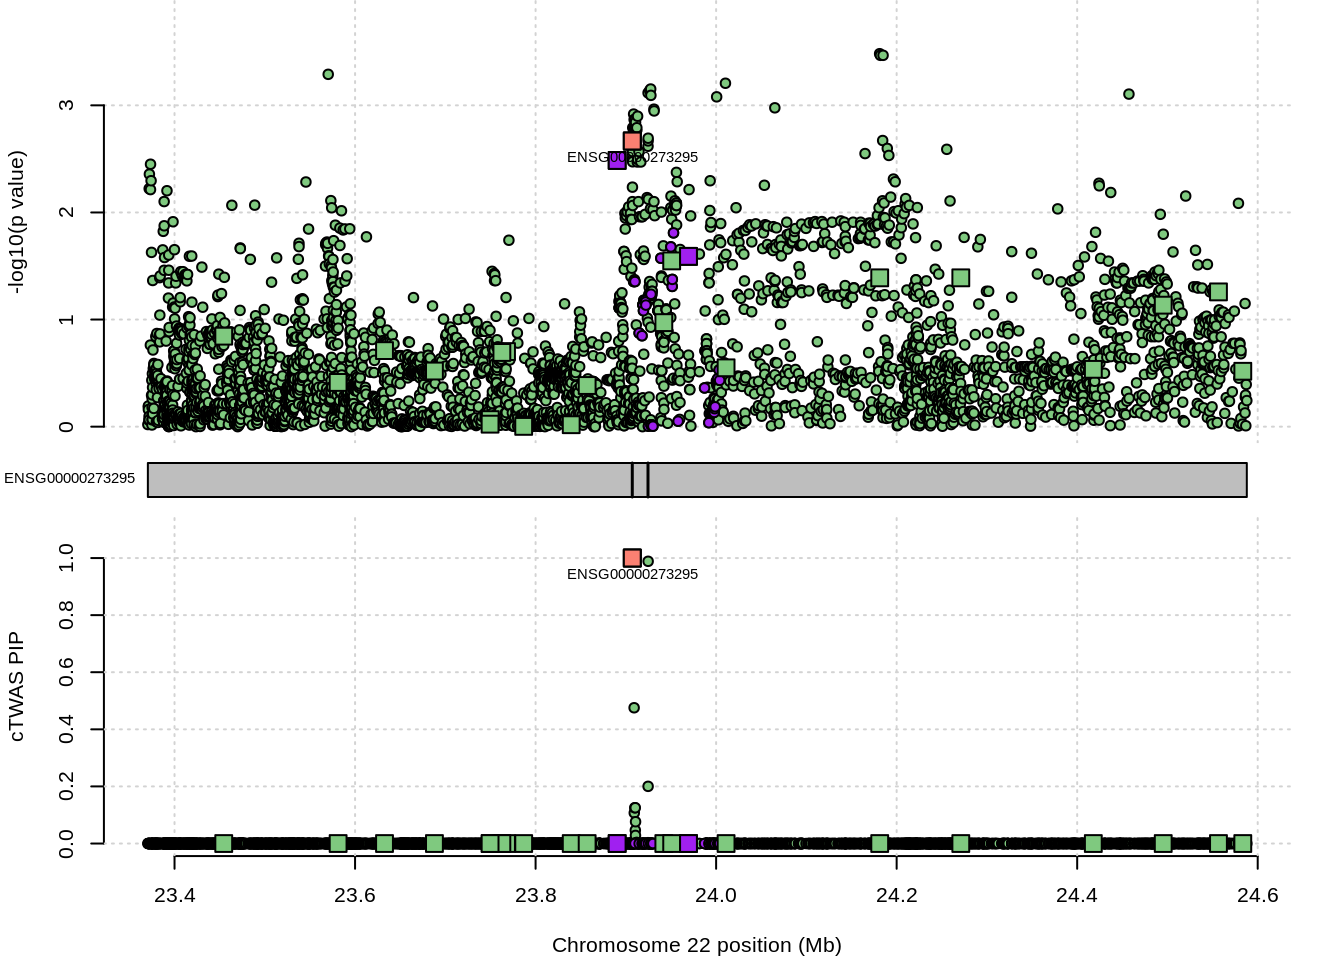 -log10(p value)
3
2
1
0
ENSG00000273295
ENSG00000273295
cTWAS PIP
1.0
0.8
0.6
0.4
0.2
0.0
ENSG00000273295
23.4 23.6 23.8 24.0 24.2 24.4 24.6
Chromosome 22 position (Mb)